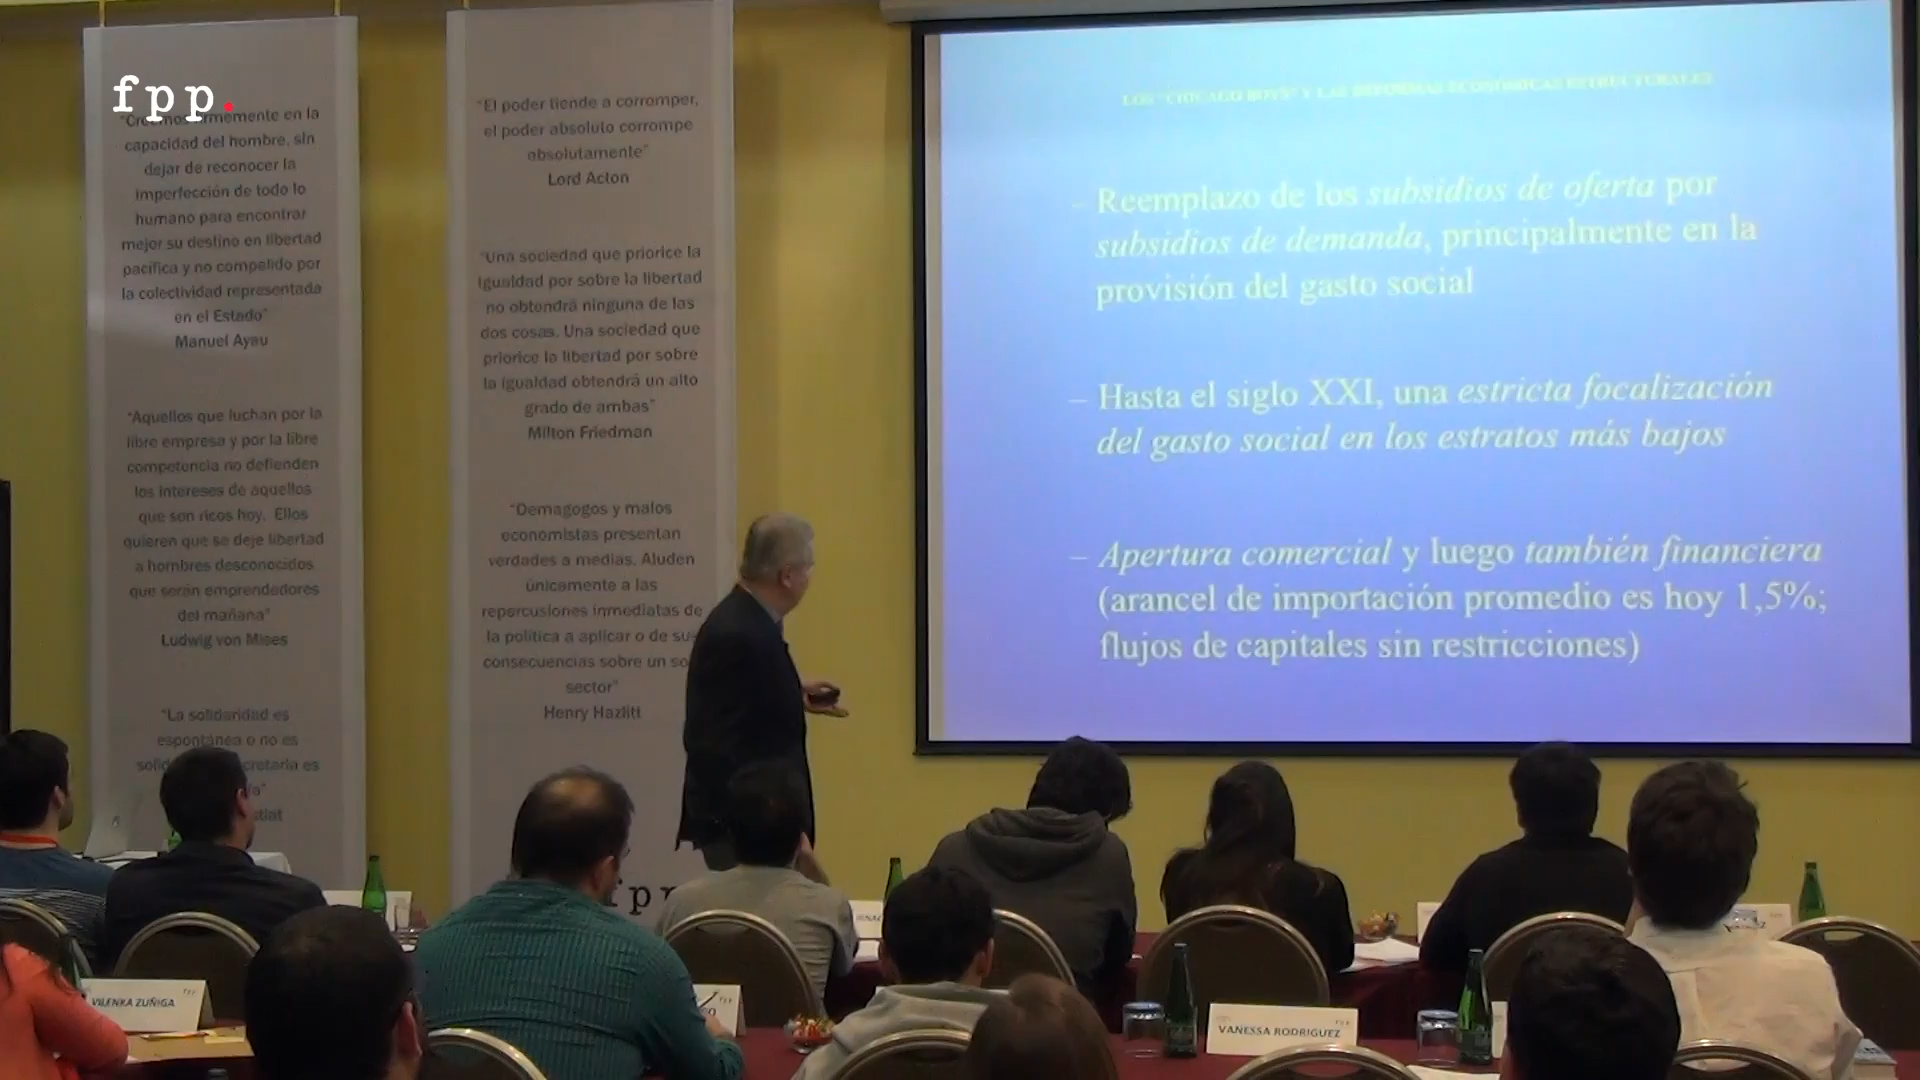 fpp.
"Creemos firmemente en la
capacidad del hombre, sin
dejar de reconocer la
imperfección de todo lo
humano para encontrar
mejor su destino en libertad
pacífica y no compelido por
la colectividad representada
en el Estado"
Manuel Ayau
"Aquellos que luchan por la
libre empresa y por la libre
competencia no defienden
los intereses de aquellos
que son ricos hoy. Ellos
quieren que se deje libertad
a hombres desconocidos
que serán emprendedores
del mañana"
Ludwig von Mises
"La solidaridad es
espontánea o no es
"El poder tiende a corromper,
el poder absoluto corrompe
absolutamente"
Lord Acton
"Una sociedad que priorice la
igualdad por sobre la libertad
no obtendrá ninguna de las
dos cosas. Una sociedad que
priorice la libertad por sobre
la igualdad obtendrá un alto
grado de ambas"
Milton Friedman
"Demagogos y malos
economistas presentan
verdades a medias. Aluden
únicamente a las
repercusiones inmediatas de
la política a aplicar o de su
consecuencias sobre un so
sector"
Henry Hazlitt
fpp
LOS "CHICAGO BOYS" Y LAS REFORMAS ECONOMICAS ESTRUCTURALES
– Reemplazo de los subsidios de oferta por
subsidios de demanda, principalmente en la
provisión del gasto social
– Hasta el siglo XXI, una estricta focalización
del gasto social en los estratos más bajos
– Apertura comercial y luego también financiera
(arancel de importación promedio es hoy 1,5%;
flujos de capitales sin restricciones)
VILENKA ZUÑIGA
VANESSA RODRIGUEZ